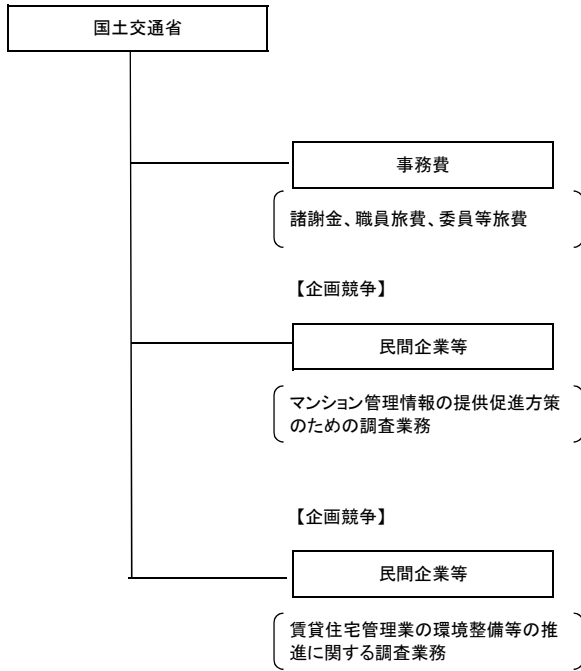 国土交通省
事務費
諸謝金、職員旅費、委員等旅費
【企画競争】
民間企業等
マンション管理情報の提供促進方策
のための調査業務
【企画競争】
民間企業等
賃貸住宅管理業の環境整備等の推
進に関する調査業務